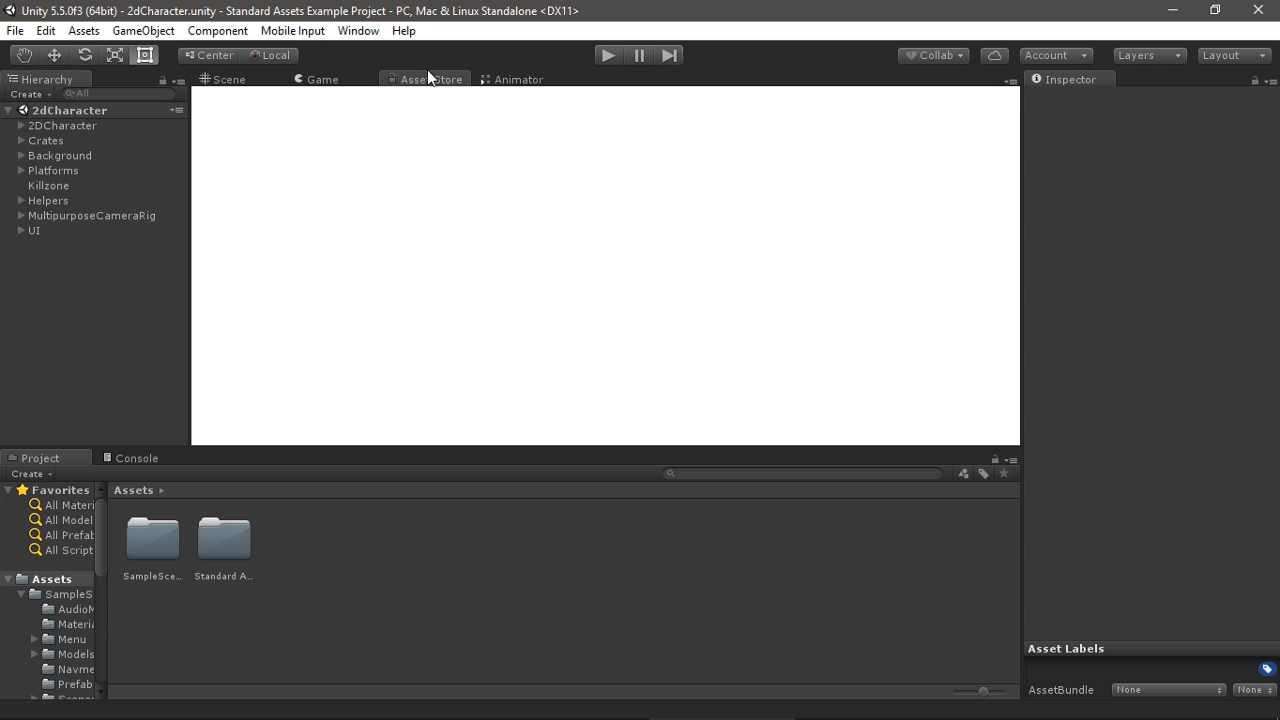 Unity 5.5.0f3 (64bit) - 2dCharacter.unity - Standard Assets Example Project - PC, Mac & Linux Standalone <DX11>
File Edit Assets GameObject Component Mobile Input Window Help
Center Local Collab Account Layers Layout
Hierarchy Scene Game Asset Store Animator Inspector
Create All
2dCharacter
2DCharacter
Crates
Background
Platforms
Killzone
Helpers
MultipurposeCameraRig
UI
Project Console
Create
Favorites
All Materi
All Model
All Prefab
All Script
Assets
SampleS
AudioM
Materia
Menu
Models
Navme
Prefab
Assets
SampleSce...
Standard A...
Asset Labels
AssetBundle None None